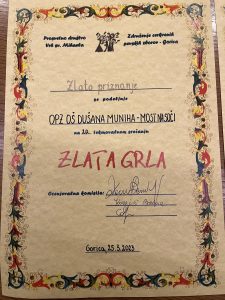 Prosvetno društvo
Vrh sv. Mihaela
Združenje cerkvenih
pevskih zborov - Gorica
Zlato priznanje
se podeljuje
OPZ OŠ DUŠANA MUNIHA - MOST NA SOČI
na 20. tekmovalnem srečanju
ZLATA GRLA
Ocenjevalna komisija:
Gorica, 25.3.2023